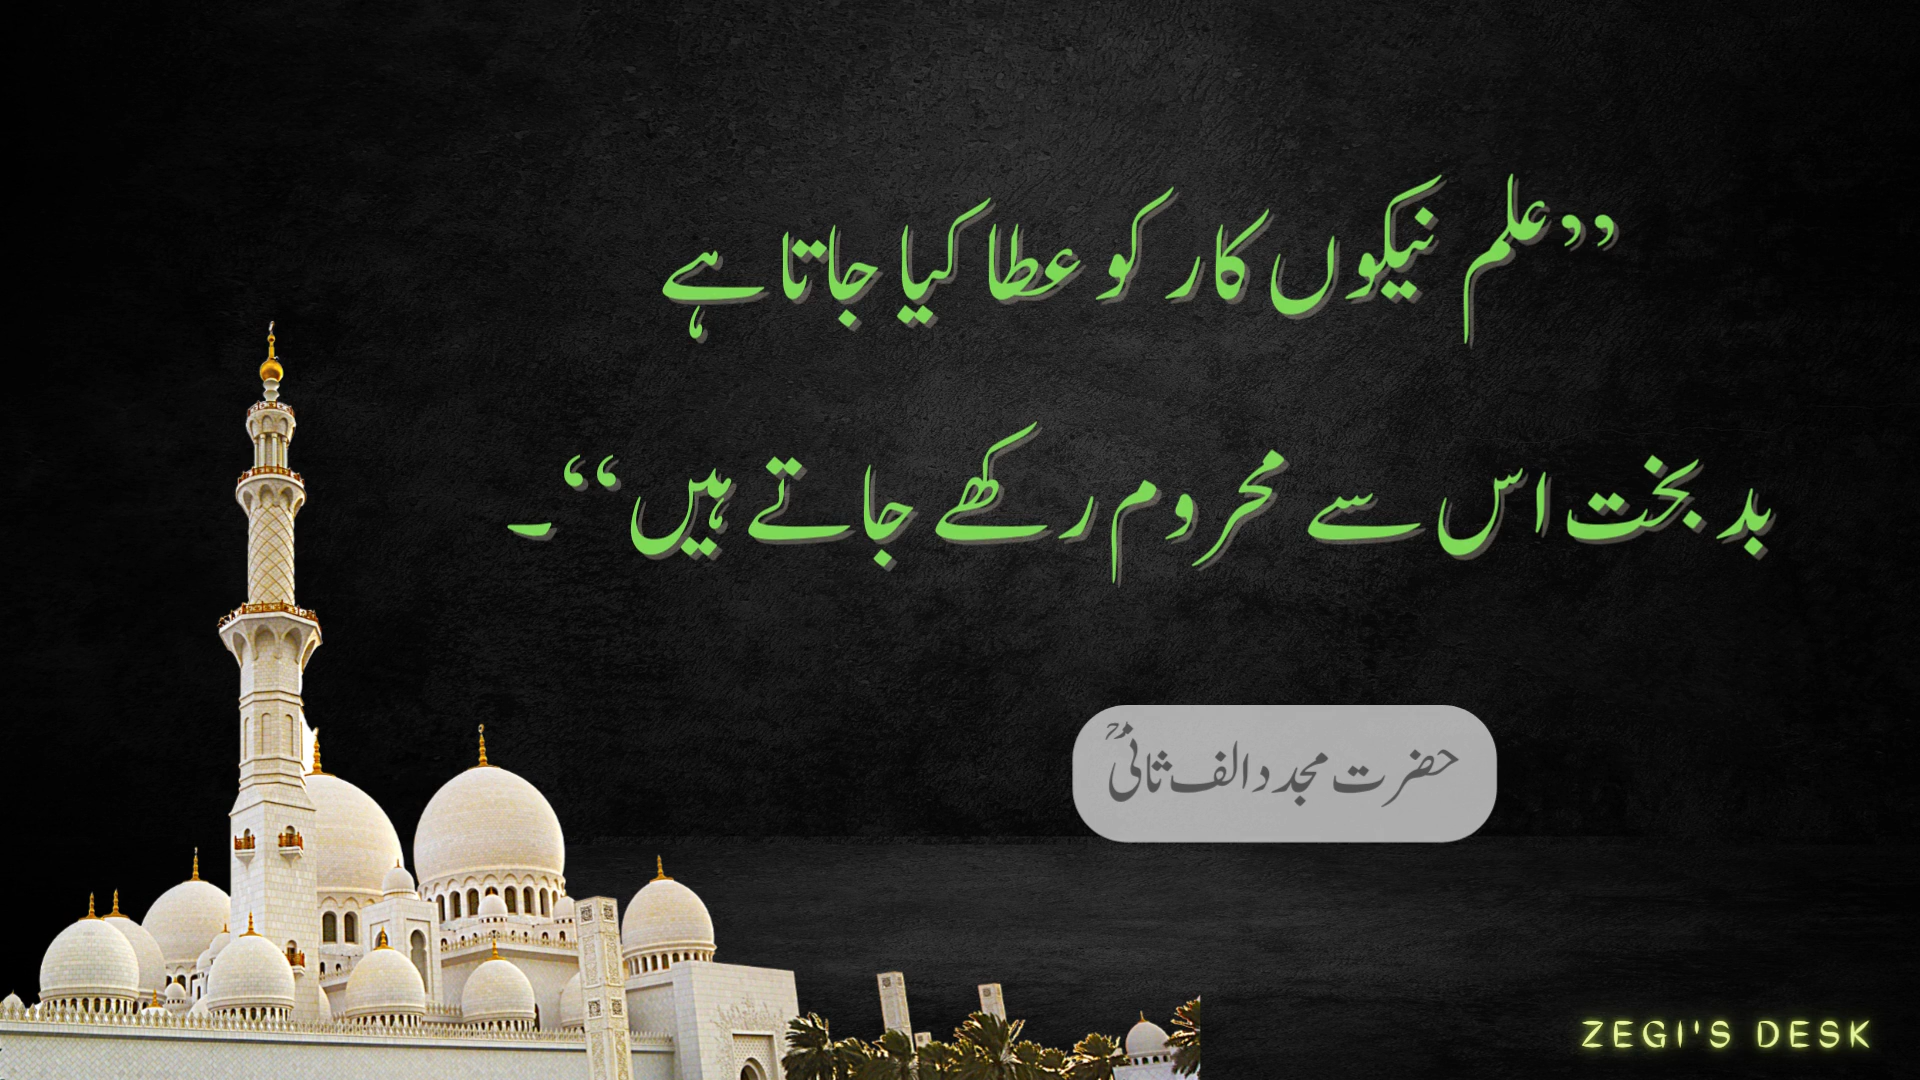 ”علم نیکوں کار کو عطا کیا جاتا ہے
بد بخت اس سے محروم رکھے جاتے ہیں“۔
حضرت مجدد الف ثانیؒ
ZEGI'S DESK